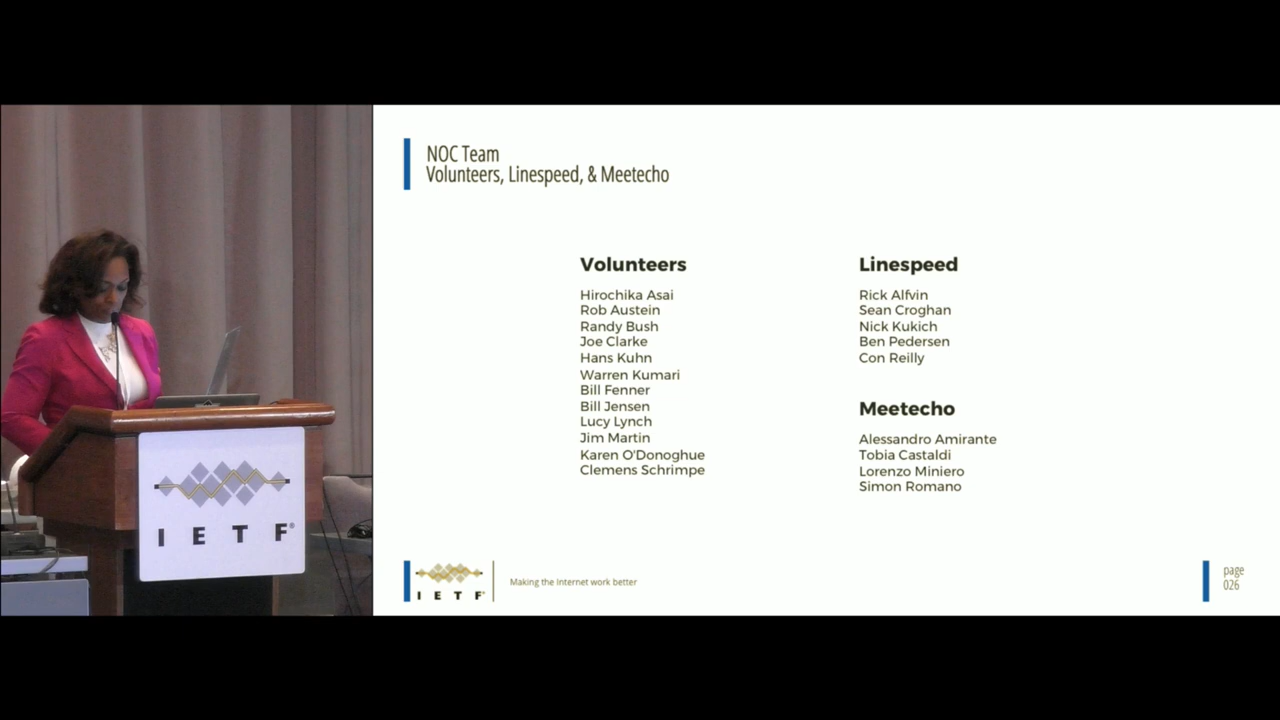 NOC Team
Volunteers, Linespeed, & Meetecho
Volunteers
Hirochika Asai
Rob Austein
Randy Bush
Joe Clarke
Hans Kuhn
Warren Kumari
Bill Fenner
Bill Jensen
Lucy Lynch
Jim Martin
Karen O'Donoghue
Clemens Schrimpe
Linespeed
Rick Alfvin
Sean Croghan
Nick Kukich
Ben Pedersen
Con Reilly
Meetecho
Alessandro Amirante
Tobia Castaldi
Lorenzo Miniero
Simon Romano
IETF®
IETF®
Making the Internet work better
page
026